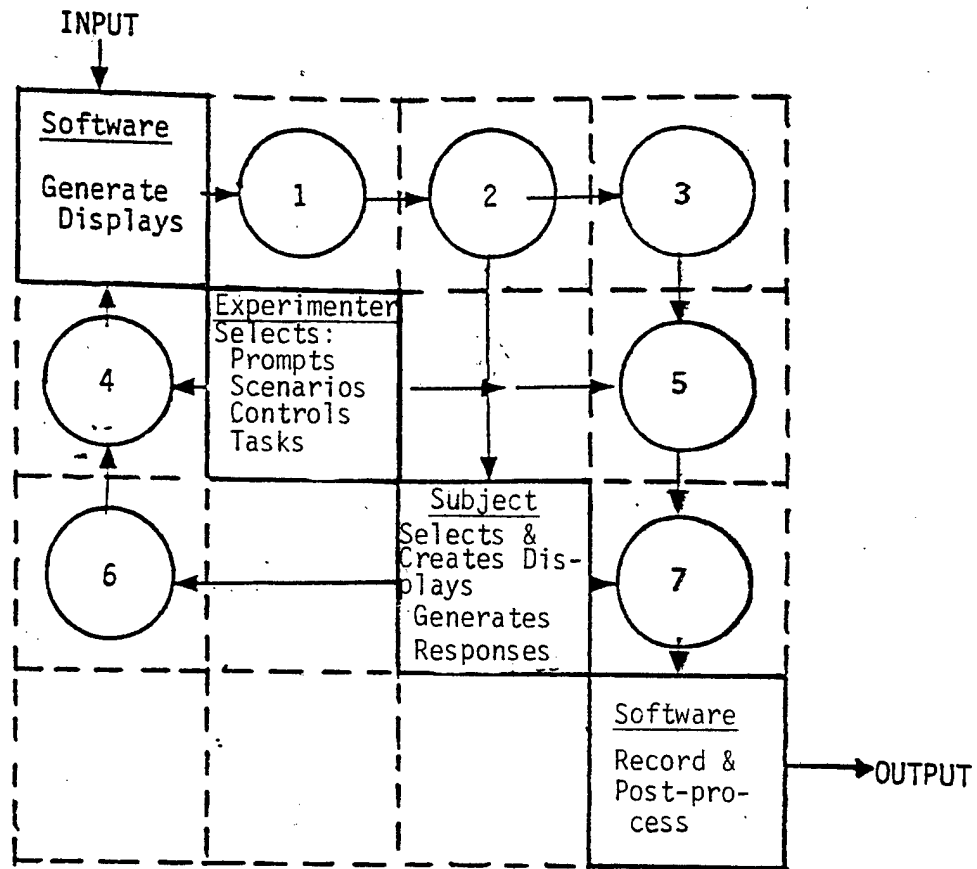 INPUT
Software
Generate
Displays
1
2
3
Experimenter
Selects:
Prompts
Scenarios
Controls
Tasks
4
5
Subject
Selects &
Creates Dis-
plays
Generates
Responses
6
7
Software
Record &
Post-pro-
cess
OUTPUT